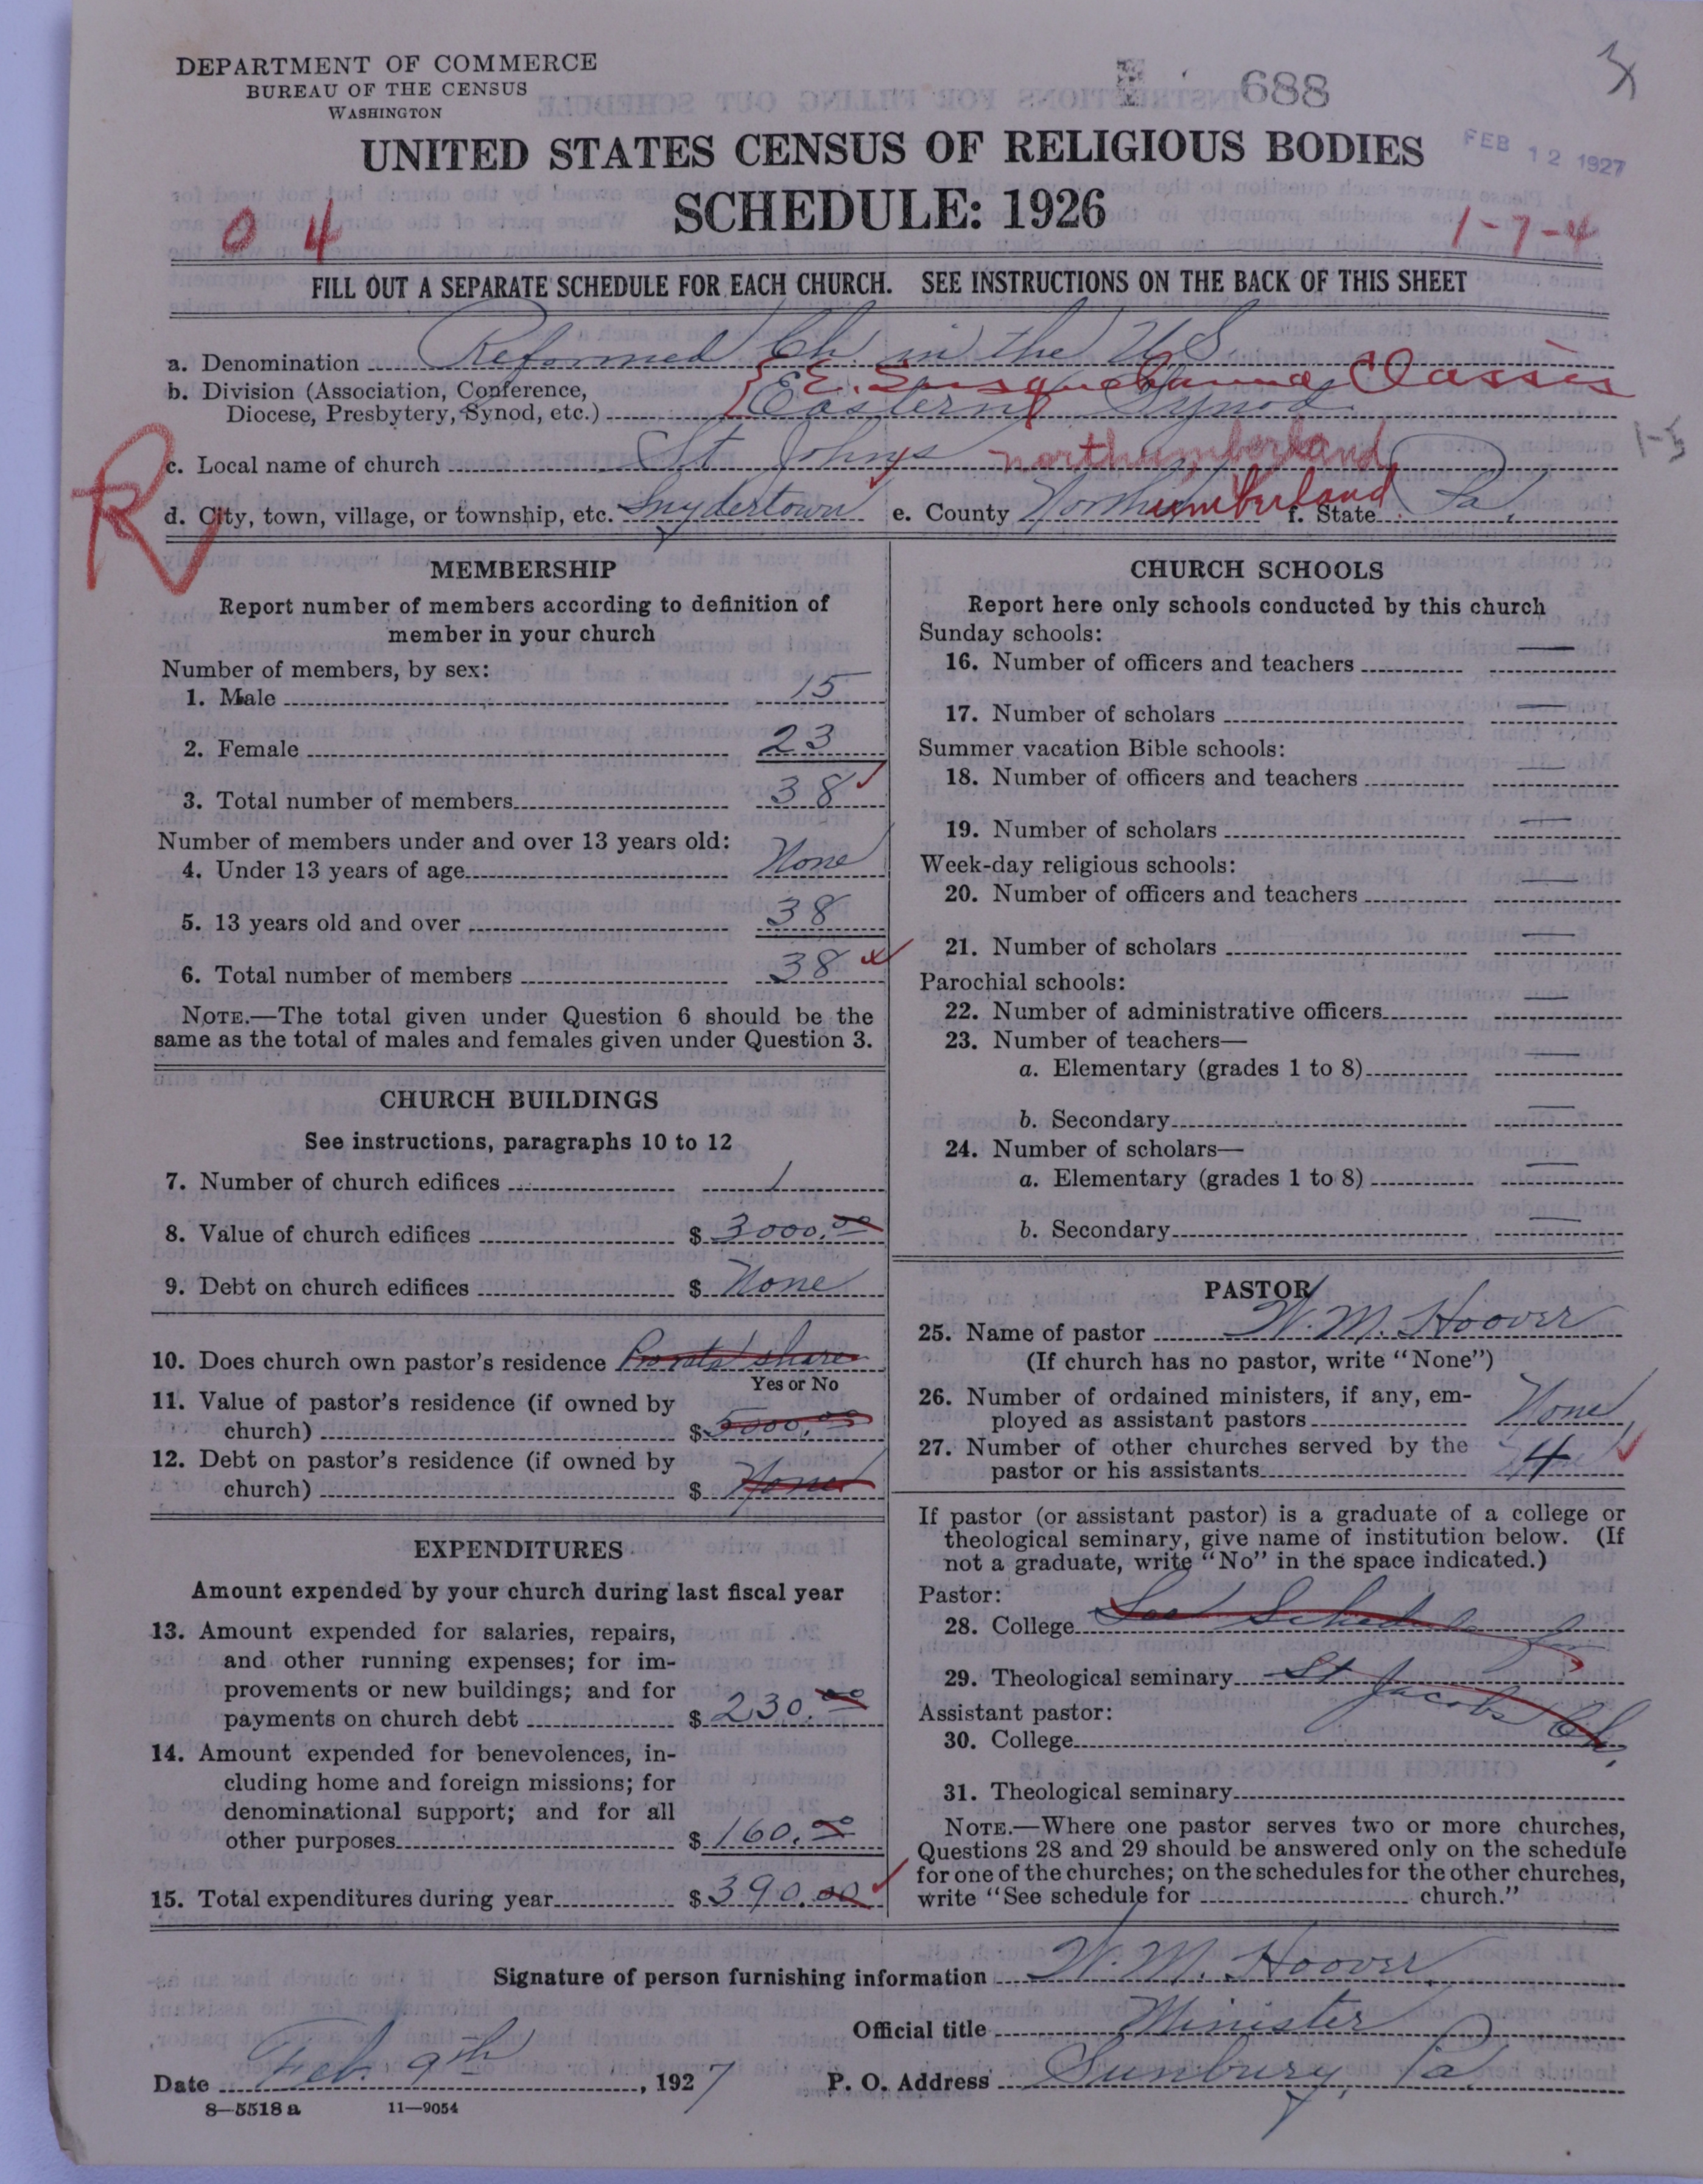 DEPARTMENT OF COMMERCE
BUREAU OF THE CENSUS
WASHINGTON
688
3
UNITED STATES CENSUS OF RELIGIOUS BODIES
FEB 12 1927
SCHEDULE: 1926
0 4
1-7-4
FILL OUT A SEPARATE SCHEDULE FOR EACH CHURCH. SEE INSTRUCTIONS ON THE BACK OF THIS SHEET
a. Denomination Reformed Ch. in the U.S.
b. Division (Association, Conference, E. Susquehanna Classis
Diocese, Presbytery, Synod, etc.) Eastern Synod
c. Local name of church St Johns northumberland
1-5
R
d. City, town, village, or township, etc. Snydertown e. County Northumberland f. State Pa.
MEMBERSHIP
Report number of members according to definition of
member in your church
Number of members, by sex:
1. Male 15
2. Female 23
3. Total number of members 38
Number of members under and over 13 years old:
4. Under 13 years of age None
5. 13 years old and over 38
6. Total number of members 38
NOTE.—The total given under Question 6 should be the
same as the total of males and females given under Question 3.
CHURCH BUILDINGS
See instructions, paragraphs 10 to 12
7. Number of church edifices 1
8. Value of church edifices $ 3000.00
9. Debt on church edifices $ None
10. Does church own pastor's residence Prorata share
Yes or No
11. Value of pastor's residence (if owned by
church) $ 5000.00
12. Debt on pastor's residence (if owned by
church) $ None
EXPENDITURES
Amount expended by your church during last fiscal year
13. Amount expended for salaries, repairs,
and other running expenses; for im-
provements or new buildings; and for
payments on church debt $ 230.00
14. Amount expended for benevolences, in-
cluding home and foreign missions; for
denominational support; and for all
other purposes $ 160.00
15. Total expenditures during year $ 390.00
CHURCH SCHOOLS
Report here only schools conducted by this church
Sunday schools:
16. Number of officers and teachers —
17. Number of scholars —
Summer vacation Bible schools:
18. Number of officers and teachers —
19. Number of scholars —
Week-day religious schools:
20. Number of officers and teachers —
21. Number of scholars —
Parochial schools:
22. Number of administrative officers —
23. Number of teachers—
a. Elementary (grades 1 to 8) —
b. Secondary —
24. Number of scholars—
a. Elementary (grades 1 to 8) —
b. Secondary —
PASTOR
25. Name of pastor W. M. Hoover
(If church has no pastor, write "None")
26. Number of ordained ministers, if any, em-
ployed as assistant pastors None
27. Number of other churches served by the
pastor or his assistants 4
If pastor (or assistant pastor) is a graduate of a college or
theological seminary, give name of institution below. (If
not a graduate, write "No" in the space indicated.)
Pastor:
28. College See Schedule for
29. Theological seminary St Jacobs Ch.
Assistant pastor:
30. College
31. Theological seminary
NOTE.—Where one pastor serves two or more churches,
Questions 28 and 29 should be answered only on the schedule
for one of the churches; on the schedules for the other churches,
write "See schedule for church."
Signature of person furnishing information W. M. Hoover
Official title Minister
Date Feb. 9th, 1927 P. O. Address Sunbury, Pa
8—5518 a 11—9054